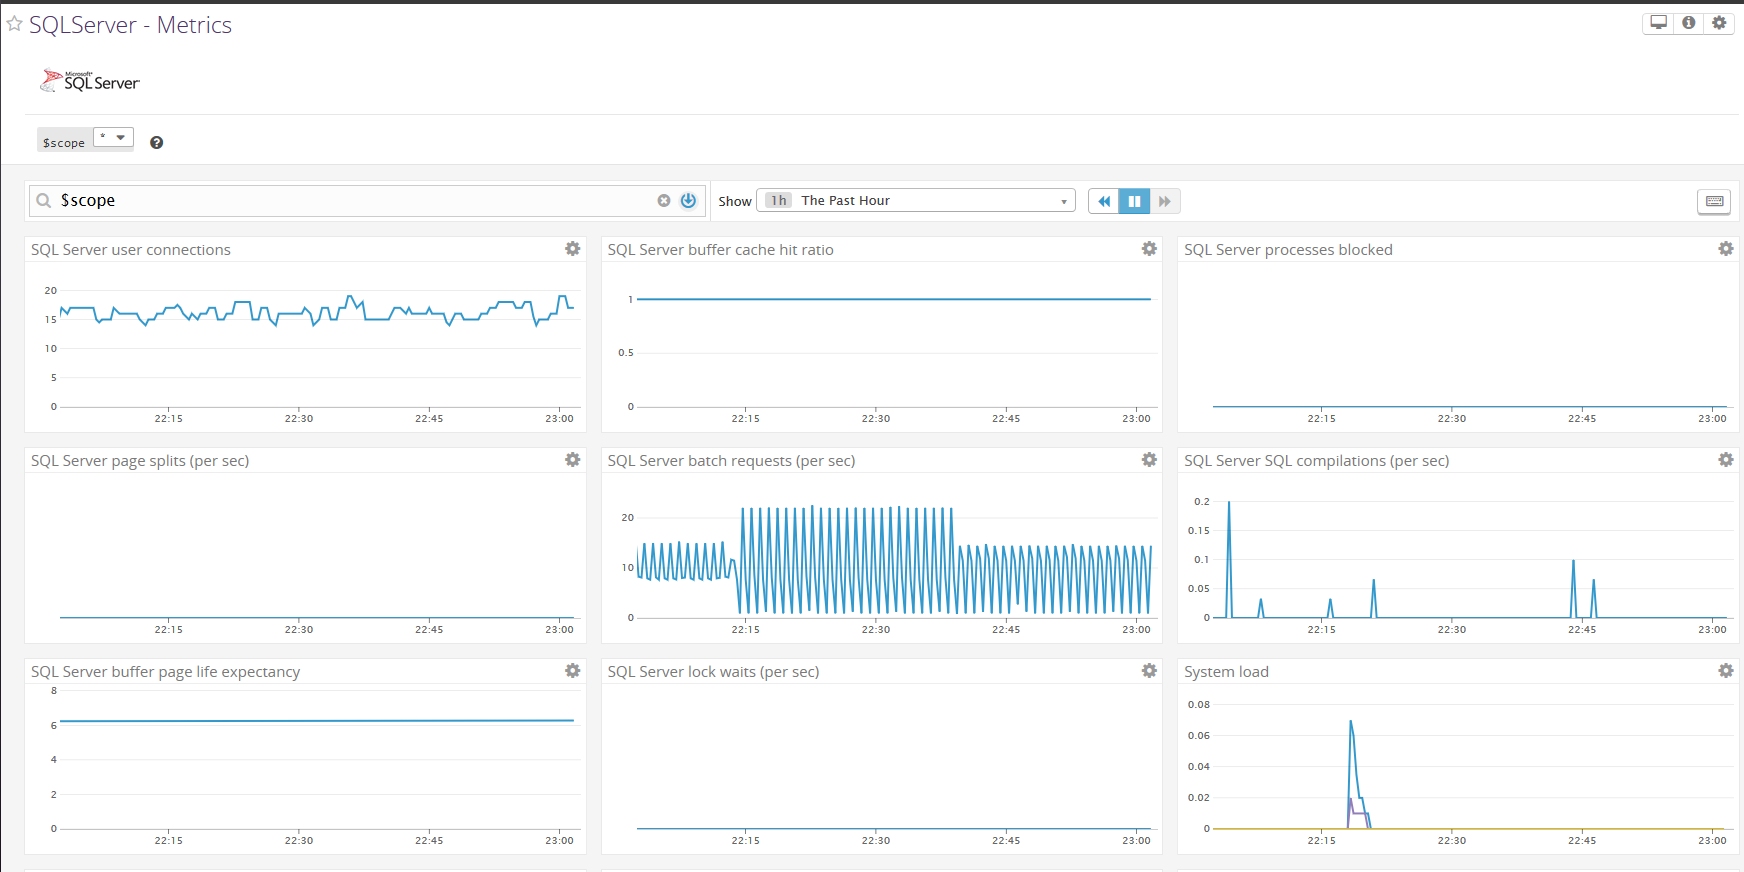 SQLServer - Metrics
Microsoft®
SQL Server
$scope * ?
$scope Show 1h The Past Hour
SQL Server user connections
20
15
10
5
0
22:15 22:30 22:45 23:00
SQL Server buffer cache hit ratio
1
0.5
0
22:15 22:30 22:45 23:00
SQL Server processes blocked
22:15 22:30 22:45 23:00
SQL Server page splits (per sec)
22:15 22:30 22:45 23:00
SQL Server batch requests (per sec)
20
10
0
22:15 22:30 22:45 23:00
SQL Server SQL compilations (per sec)
0.2
0.15
0.1
0.05
0
22:15 22:30 22:45 23:00
SQL Server buffer page life expectancy
8
6
4
2
0
22:15 22:30 22:45 23:00
SQL Server lock waits (per sec)
22:15 22:30 22:45 23:00
System load
0.08
0.06
0.04
0.02
0
22:15 22:30 22:45 23:00